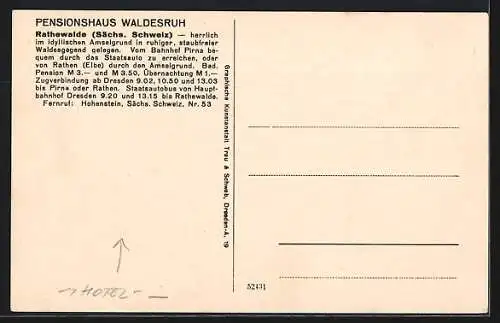 PENSIONSHAUS WALDESRUH
Rathewalde (Sächs. Schweiz) — herrlich
im idyllischen Amselgrund in ruhiger, staubfreier
Waldesgegend gelegen. Vom Bahnhof Pirna be-
quem durch das Staatsauto zu erreichen, oder
von Rathen (Elbe) durch den Amselgrund. Bad.
Pension M 3.— und M 3.50. Übernachtung M 1.—
Zugverbindung ab Dresden 9.02, 10.50 und 13.03
bis Pirna oder Rathen. Staatsautobus von Haupt-
bahnhof Dresden 9.20 und 13.15 bis Rathewalde.
Fernruf: Hohnstein, Sächs. Schweiz, Nr. 53
Graphische Kunstanstalt Trau & Schwab, Dresden-A. 19
HOTEL
52431